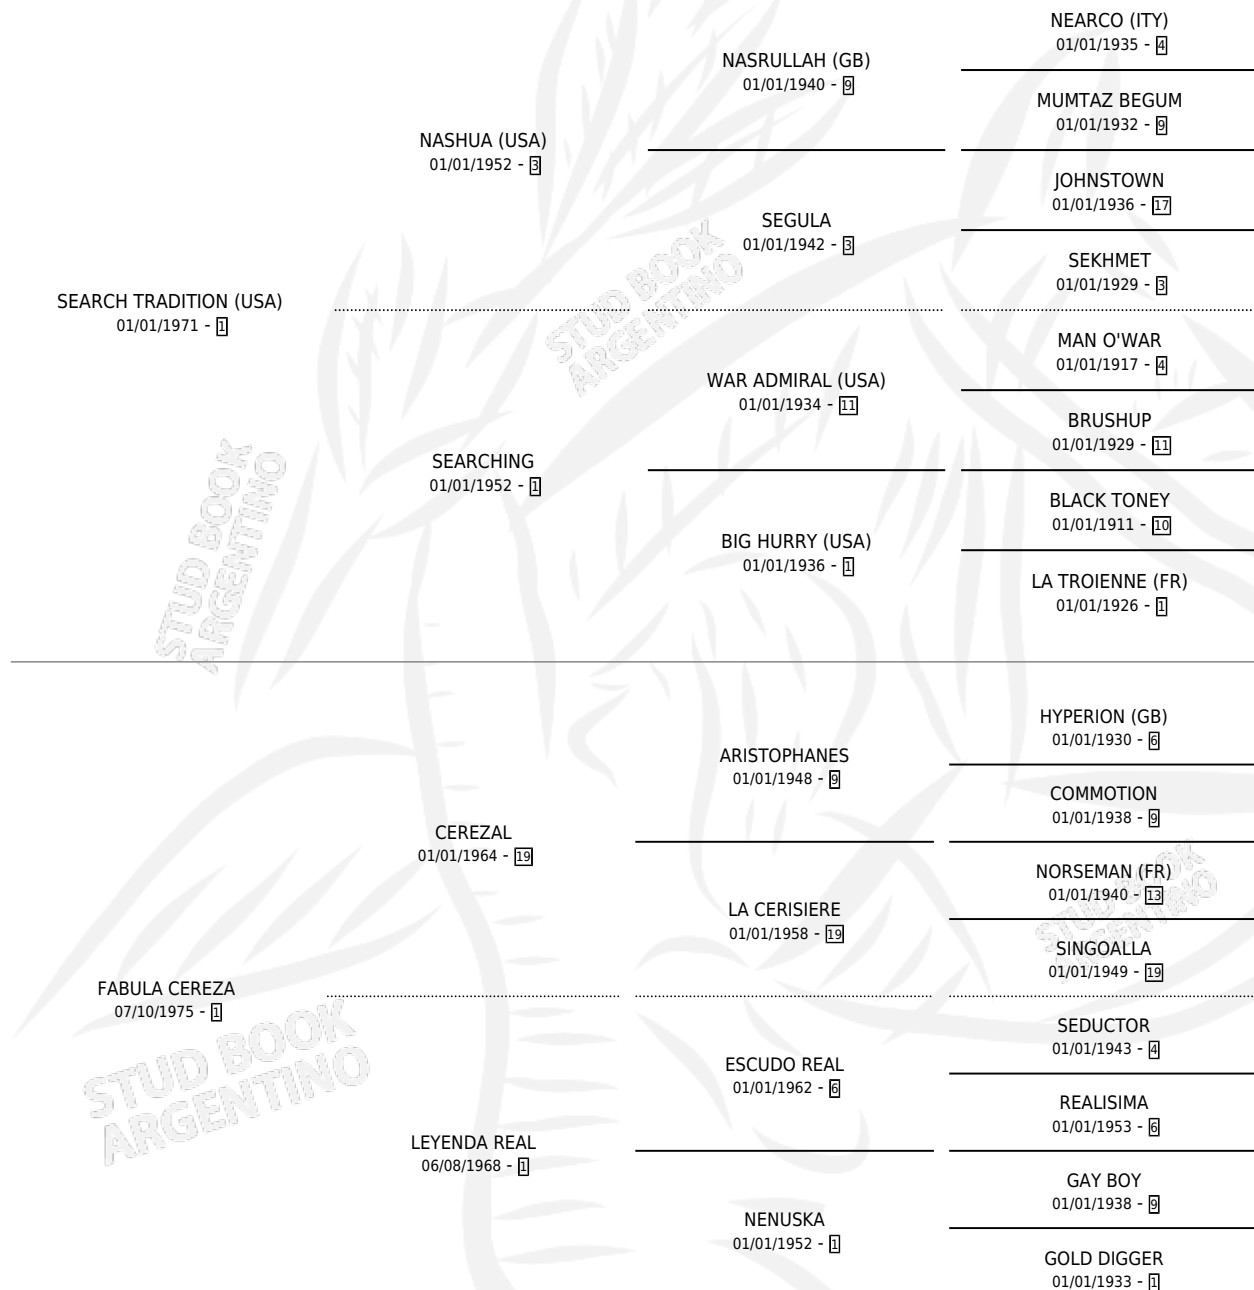 NEARCO (ITY)
01/01/1935 - 4
NASRULLAH (GB)
01/01/1940 - 9
MUMTAZ BEGUM
01/01/1932 - 9
NASHUA (USA)
01/01/1952 - 3
JOHNSTOWN
01/01/1936 - 17
SEGULA
01/01/1942 - 3
SEKHMET
01/01/1929 - 3
SEARCH TRADITION (USA)
01/01/1971 - 1
MAN O'WAR
01/01/1917 - 4
WAR ADMIRAL (USA)
01/01/1934 - 11
BRUSHUP
01/01/1929 - 11
SEARCHING
01/01/1952 - 1
BLACK TONEY
01/01/1911 - 10
BIG HURRY (USA)
01/01/1936 - 1
LA TROIENNE (FR)
01/01/1926 - 1
HYPERION (GB)
01/01/1930 - 6
ARISTOPHANES
01/01/1948 - 9
COMMOTION
01/01/1938 - 9
CEREZAL
01/01/1964 - 19
NORSEMAN (FR)
01/01/1940 - 13
LA CERISIERE
01/01/1958 - 19
SINGOALLA
01/01/1949 - 19
FABULA CEREZA
07/10/1975 - 1
SEDUCTOR
01/01/1943 - 4
ESCUDO REAL
01/01/1962 - 6
REALISIMA
01/01/1953 - 6
LEYENDA REAL
06/08/1968 - 1
GAY BOY
01/01/1938 - 9
NENUSKA
01/01/1952 - 1
GOLD DIGGER
01/01/1933 - 1
STUD BOOK
ARGENTINO
STUD BOOK
ARGENTINO
STUD BOOK
ARGENTINO
STUD BOOK
ARGENTINO